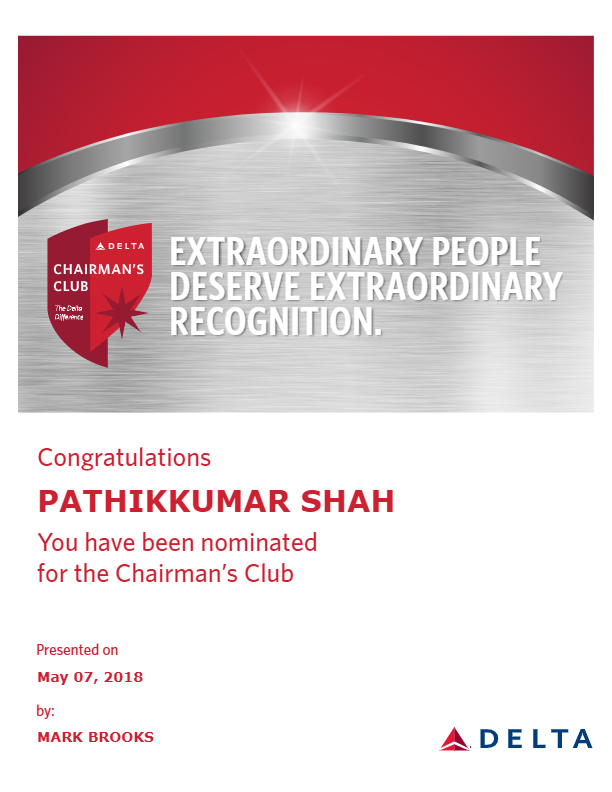 DELTA
CHAIRMAN'S
CLUB
The Delta
Difference
EXTRAORDINARY PEOPLE
DESERVE EXTRAORDINARY
RECOGNITION.
Congratulations
PATHIKKUMAR SHAH
You have been nominated
for the Chairman's Club
Presented on
May 07, 2018
by:
MARK BROOKS
DELTA